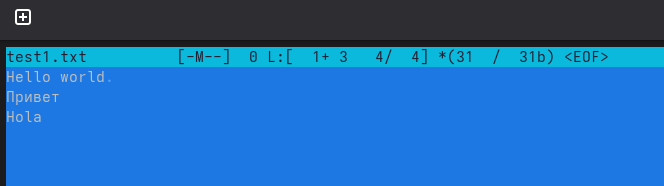 test1.txt [-M--] 0 L:[ 1+ 3 4/ 4] *(31 / 31b) <EOF>
Hello world.
Привет
Hola